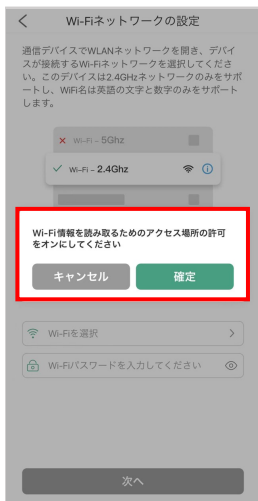 Wi-Fiネットワークの設定
通信デバイスでWLANネットワークを開き、デバイ
スが接続するWi-Fiネットワークを選択してくださ
い。このデバイスは2.4GHzネットワークのみをサポ
ートし、WiFi名は英語の文字と数字のみをサポート
します。
Wi-Fi – 5Ghz
Wi-Fi – 2.4Ghz
Wi-Fi情報を読み取るためのアクセス場所の許可
をオンにしてください
キャンセル
確定
Wi-Fiを選択
Wi-Fiパスワードを入力してください
次へ